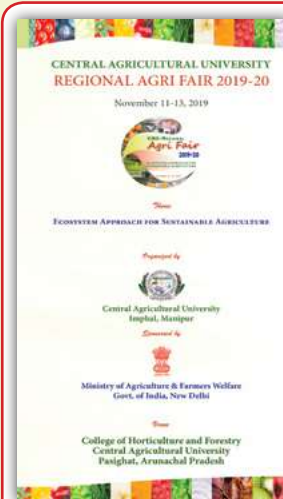 CENTRAL AGRICULTURAL UNIVERSITY
REGIONAL AGRI FAIR 2019-20
November 11-13, 2019
Agri Fair
2019-20
Theme
ECOSYSTEM APPROACH FOR SUSTAINABLE AGRICULTURE
Organized by
Central Agricultural University
Imphal, Manipur
Sponsored by
Ministry of Agriculture & Farmers Welfare
Govt. of India, New Delhi
Venue
College of Horticulture and Forestry
Central Agricultural University
Pasighat, Arunachal Pradesh